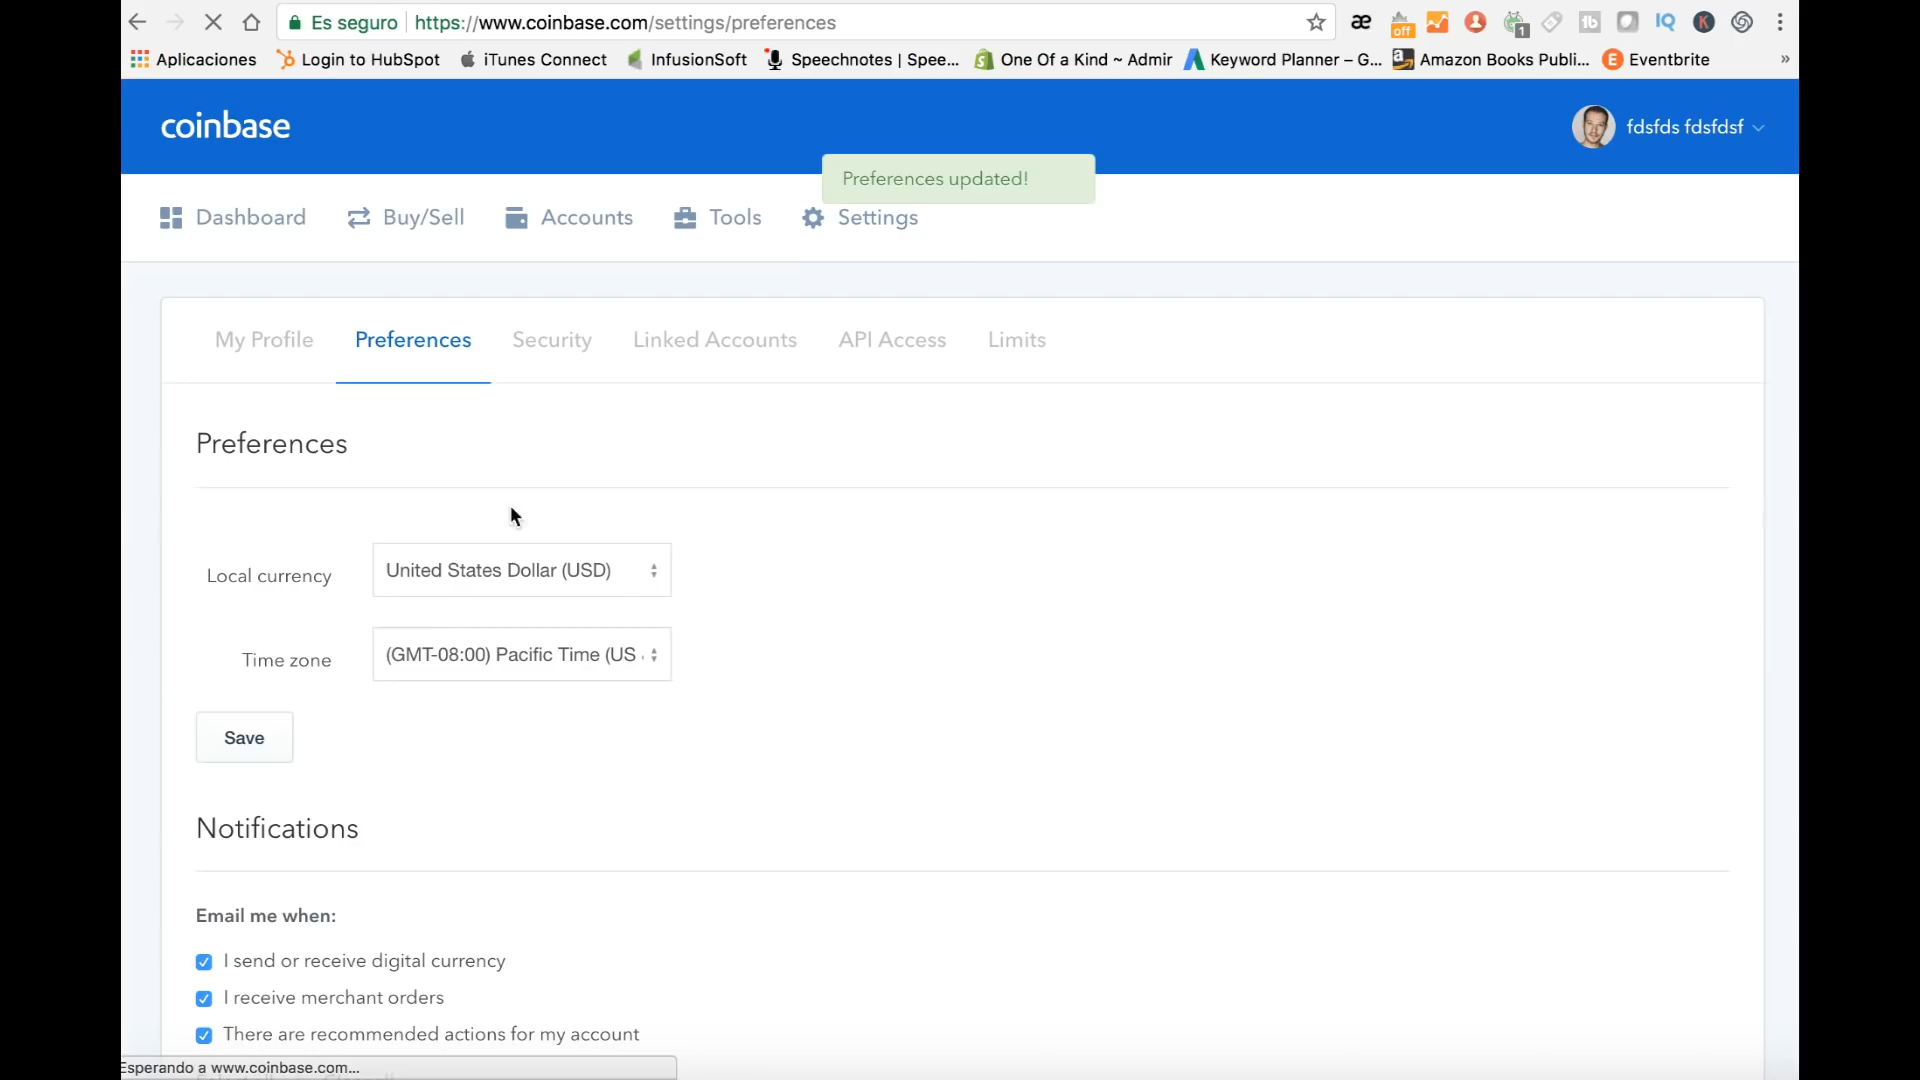 Es seguro https://www.coinbase.com/settings/preferences æ off 1 1b IQ K
Aplicaciones Login to HubSpot iTunes Connect InfusionSoft Speechnotes | Spee... One Of a Kind ~ Admir Keyword Planner – G... Amazon Books Publi... Eventbrite »
coinbase
fdsfds fdsfdsf
Preferences updated!
Dashboard Buy/Sell Accounts Tools Settings
My Profile Preferences Security Linked Accounts API Access Limits
Preferences
Local currency United States Dollar (USD)
Time zone (GMT-08:00) Pacific Time (US
Save
Notifications
Email me when:
I send or receive digital currency
I receive merchant orders
There are recommended actions for my account
Esperando a www.coinbase.com...